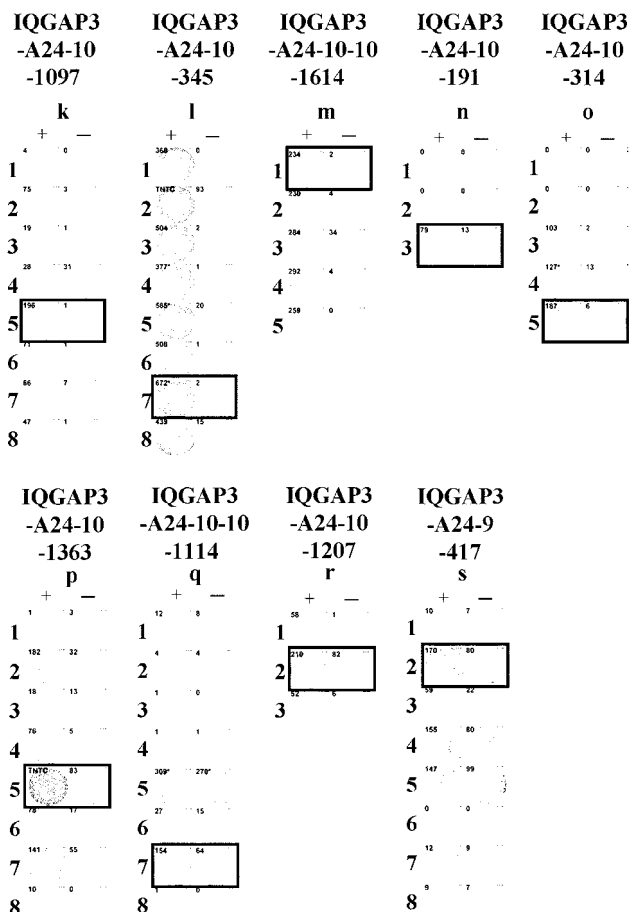 IQGAP3 IQGAP3 IQGAP3 IQGAP3 IQGAP3
-A24-10 -A24-10 -A24-10-10 -A24-10 -A24-10
-1097 -345 -1614 -191 -314
k l m n o
+ — + — + — + — + —
4 0 368 0 234 2 0 0 0 0
1 1 1 1 1
75 3 TNTC 93 230 4 0 0 0 0
2 2 2 2 2
19 1 504 2 284 34 79 13 103 2
3 3 3 3 3
28 31 377* 1 292 4 127* 13
4 4 4 4
196 1 585* 20 259 0 187 6
5 5 5 5
71 1 508 1
6 6
66 7 672* 2
7 7
47 1 439 15
8 8
IQGAP3 IQGAP3 IQGAP3 IQGAP3
-A24-10 -A24-10-10 -A24-10 -A24-9
-1363 -1114 -1207 -417
p q r s
+ — + — + — + —
1 3 12 8 58 1 10 7
1 1 1 1
182 32 4 4 210 82 170 80
2 2 2 2
18 13 1 0 52 6 59 22
3 3 3 3
76 5 1 1 155 80
4 4 4
TNTC 83 309* 270* 147 99
5 5 5
78 17 27 15 0 0
6 6 6
141 55 154 64 12 9
7 7 7
10 0 1 0 9 7
8 8 8